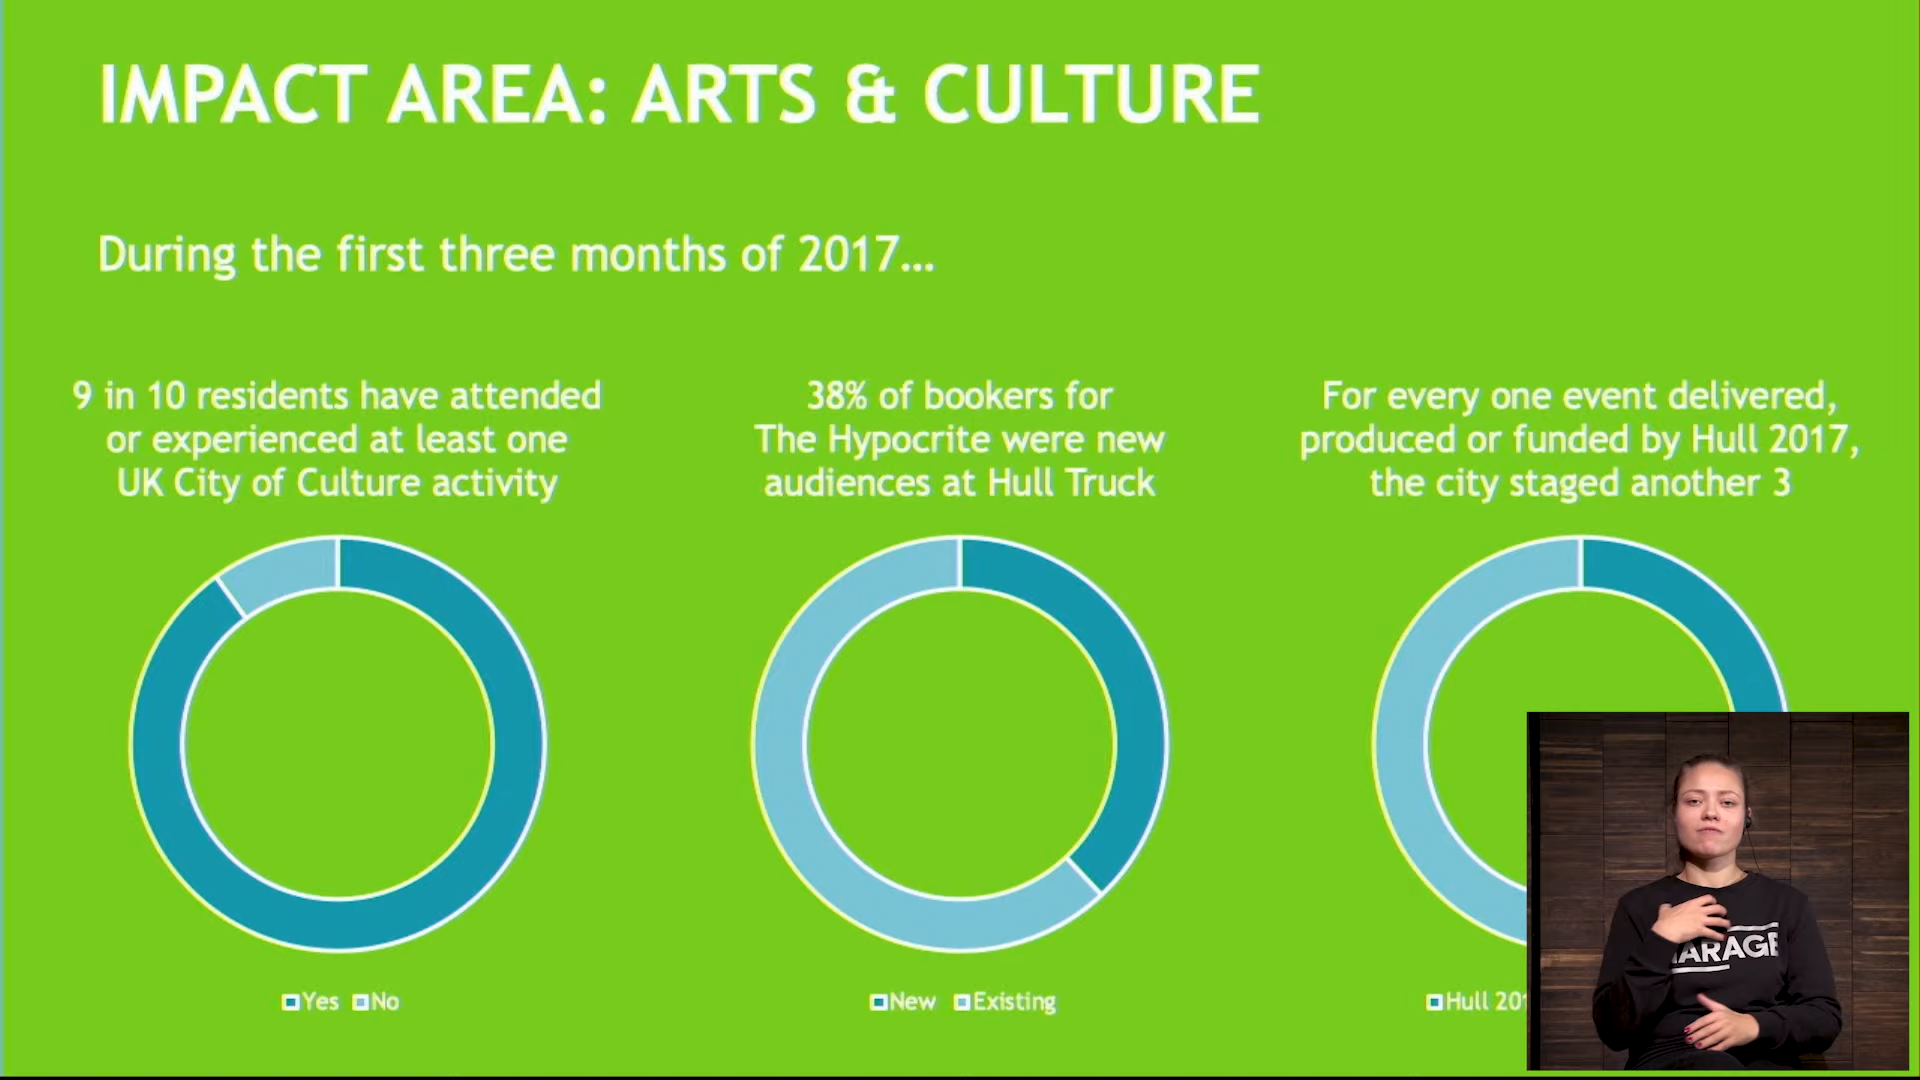 IMPACT AREA: ARTS & CULTURE
During the first three months of 2017...
9 in 10 residents have attended
or experienced at least one
UK City of Culture activity
38% of bookers for
The Hypocrite were new
audiences at Hull Truck
For every one event delivered,
produced or funded by Hull 2017,
the city staged another 3
Yes No
New Existing
Hull